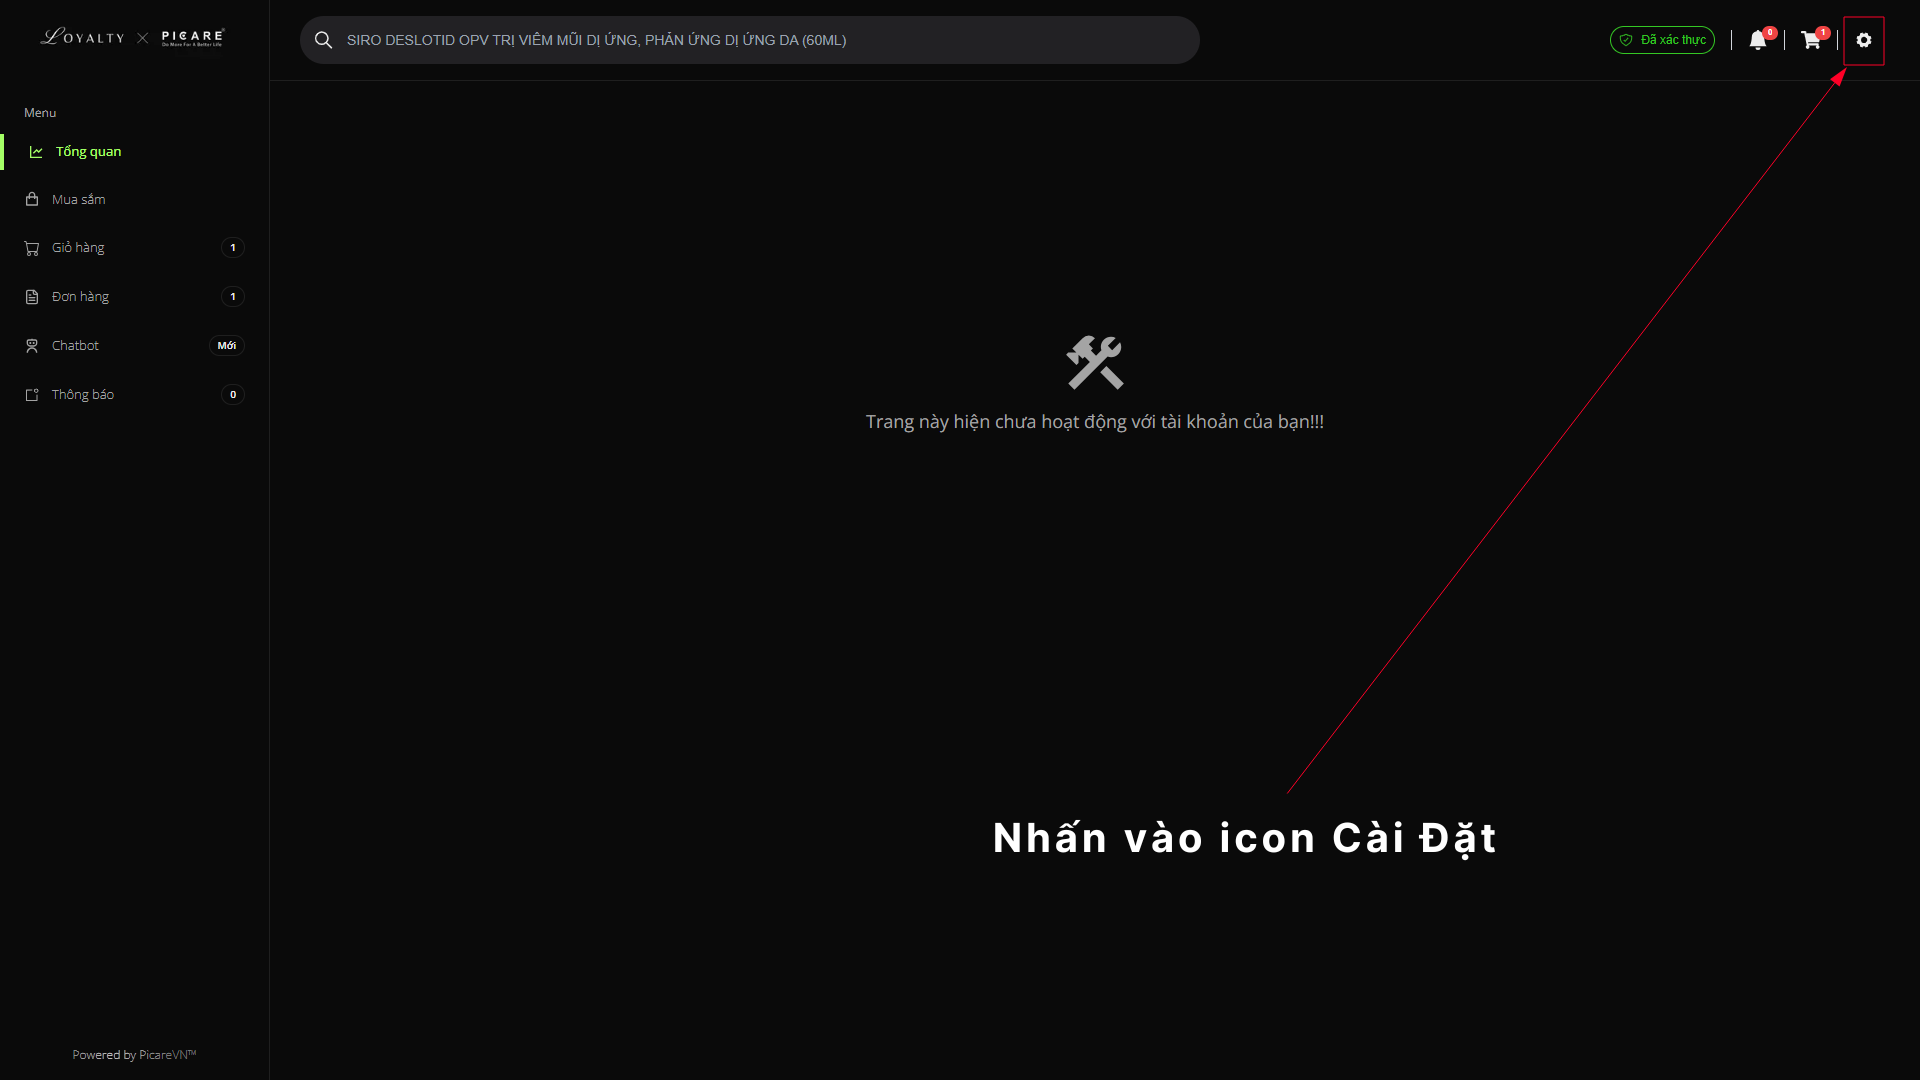 LOYALTY × PICARE
Do More For A Better Life
SIRO DESLOTID OPV TRỊ VIÊM MŨI DỊ ỨNG, PHẢN ỨNG DỊ ỨNG DA (60ML)
Đã xác thực
0
1
Menu
Tổng quan
Mua sắm
Giỏ hàng 1
Đơn hàng 1
Chatbot Mới
Thông báo 0
Trang này hiện chưa hoạt động với tài khoản của bạn!!!
Nhấn vào icon Cài Đặt
Powered by PicareVN™